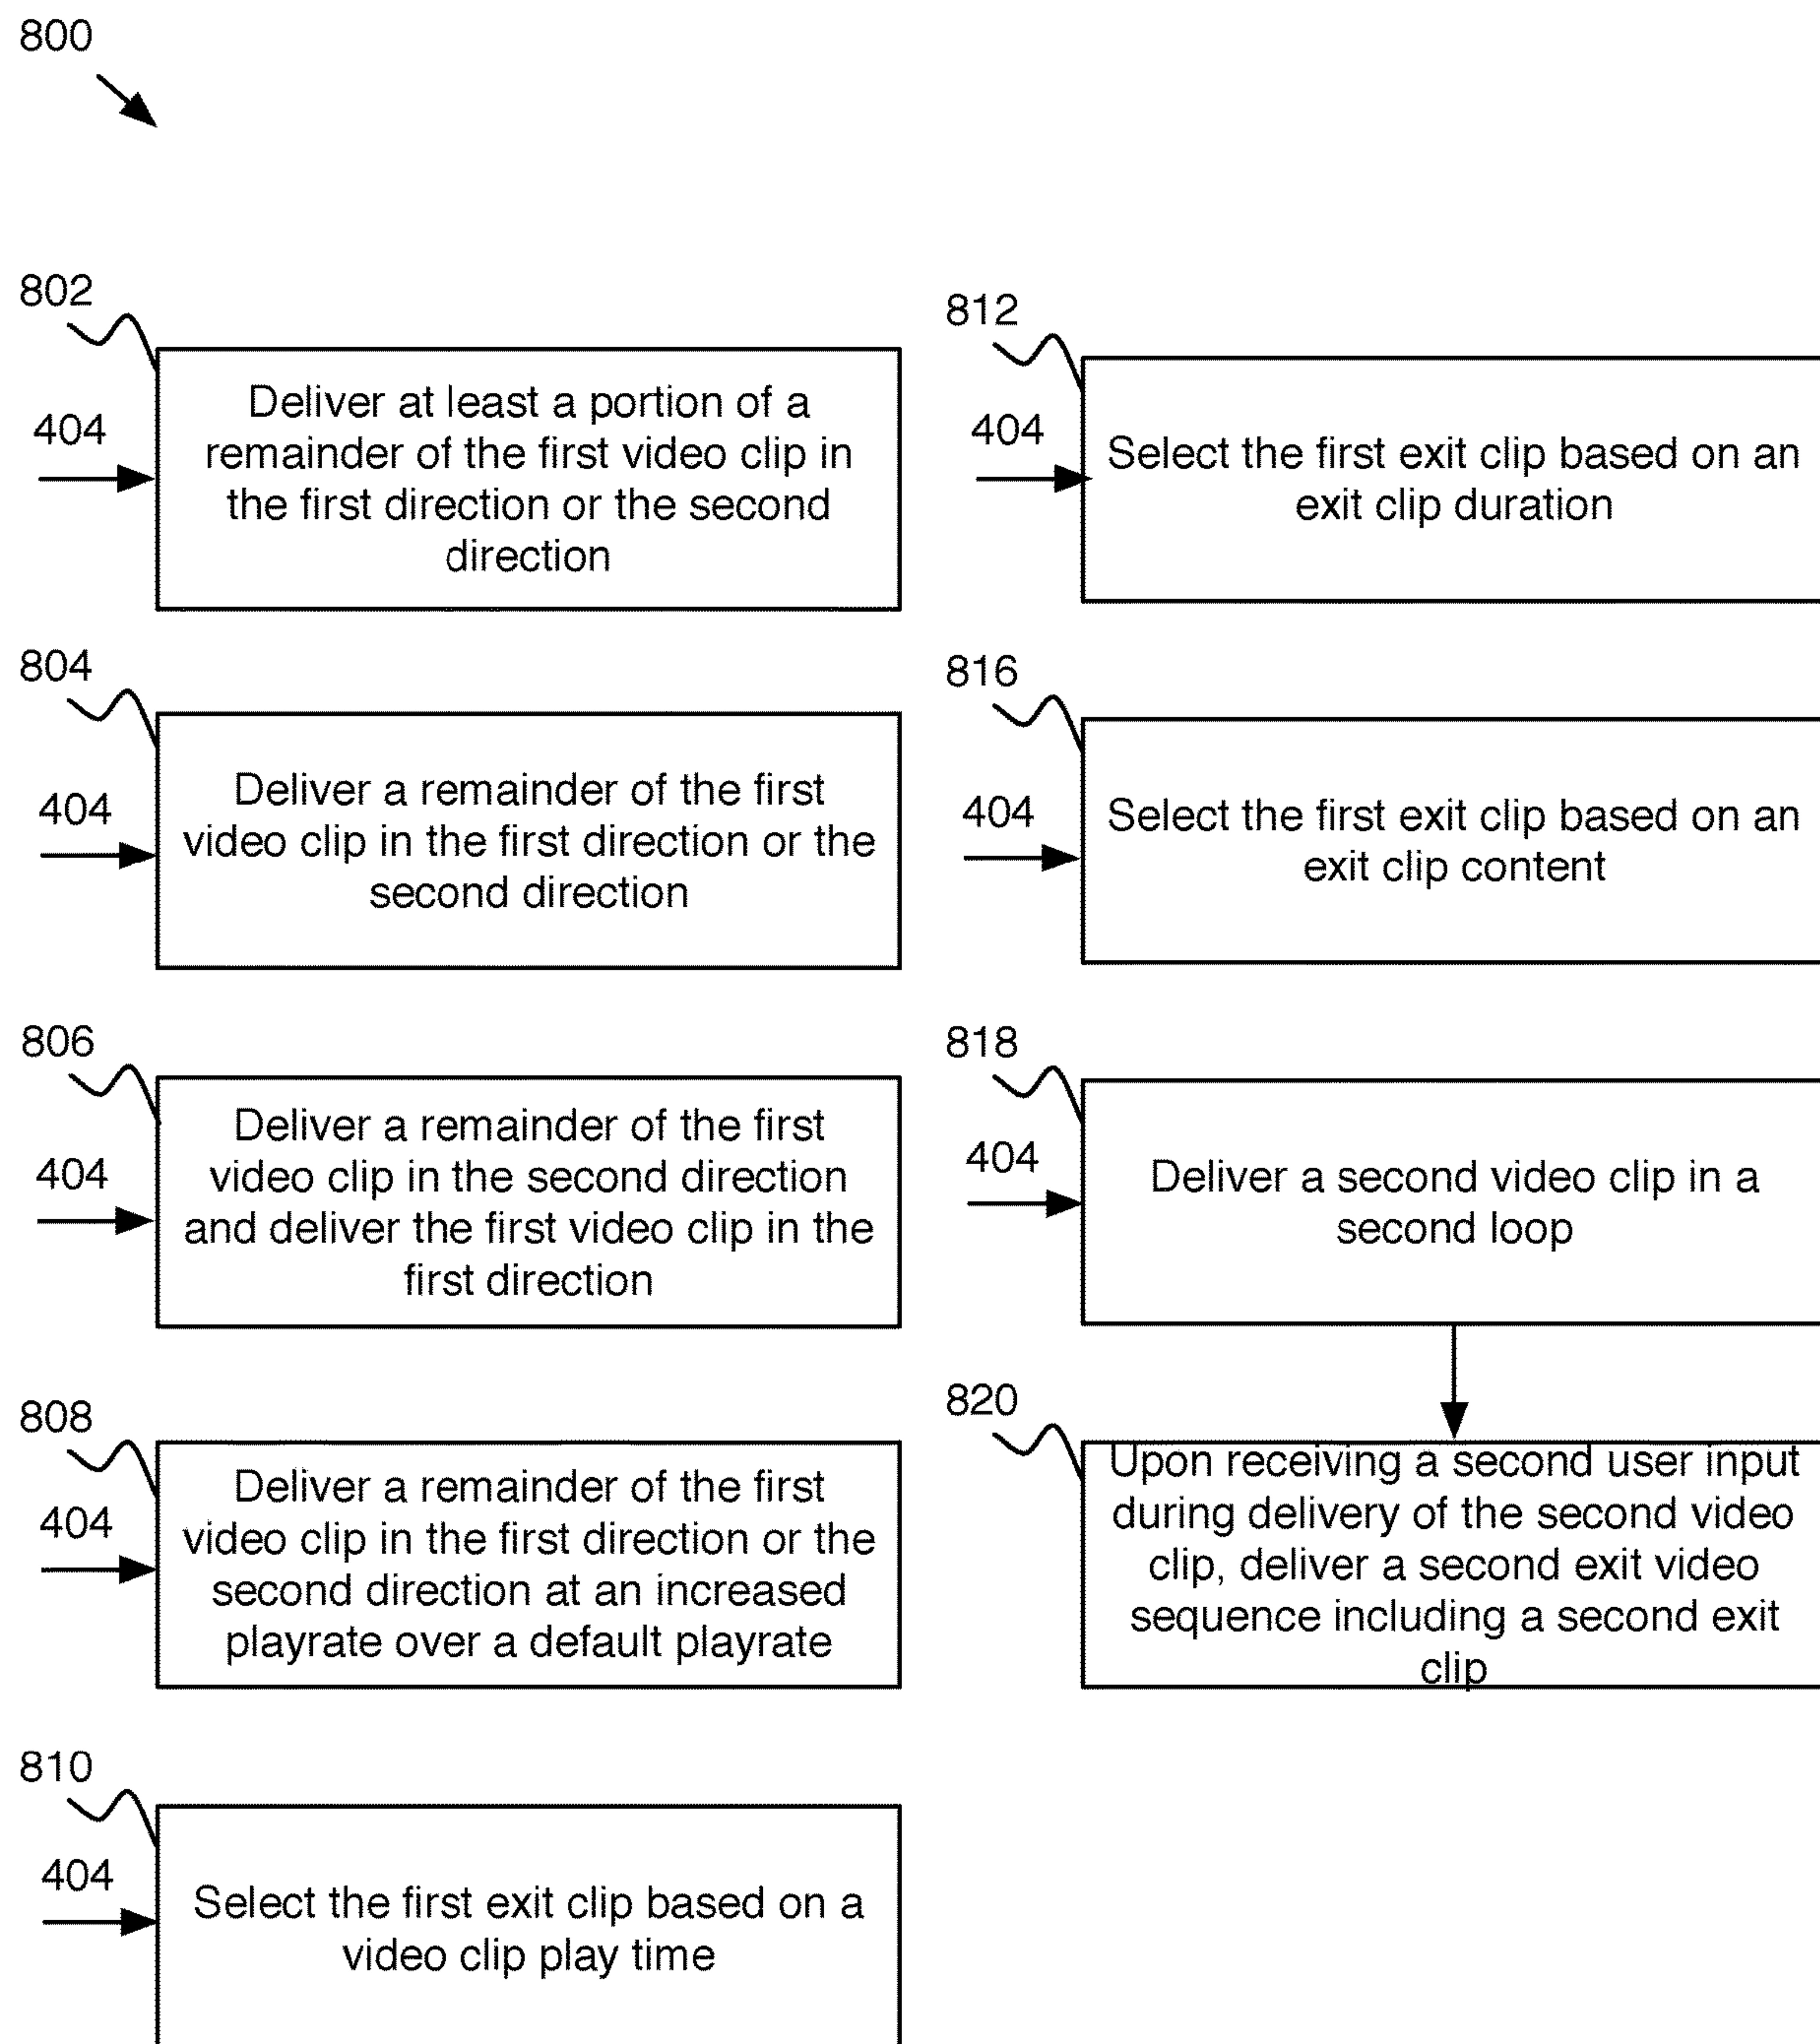 800
802
404
Deliver at least a portion of a
remainder of the first video clip in
the first direction or the second
direction
804
404
Deliver a remainder of the first
video clip in the first direction or the
second direction
806
404
Deliver a remainder of the first
video clip in the second direction
and deliver the first video clip in the
first direction
808
404
Deliver a remainder of the first
video clip in the first direction or the
second direction at an increased
playrate over a default playrate
810
404
Select the first exit clip based on a
video clip play time
812
404
Select the first exit clip based on an
exit clip duration
816
404
Select the first exit clip based on an
exit clip content
818
404
Deliver a second video clip in a
second loop
820
Upon receiving a second user input
during delivery of the second video
clip, deliver a second exit video
sequence including a second exit
clip